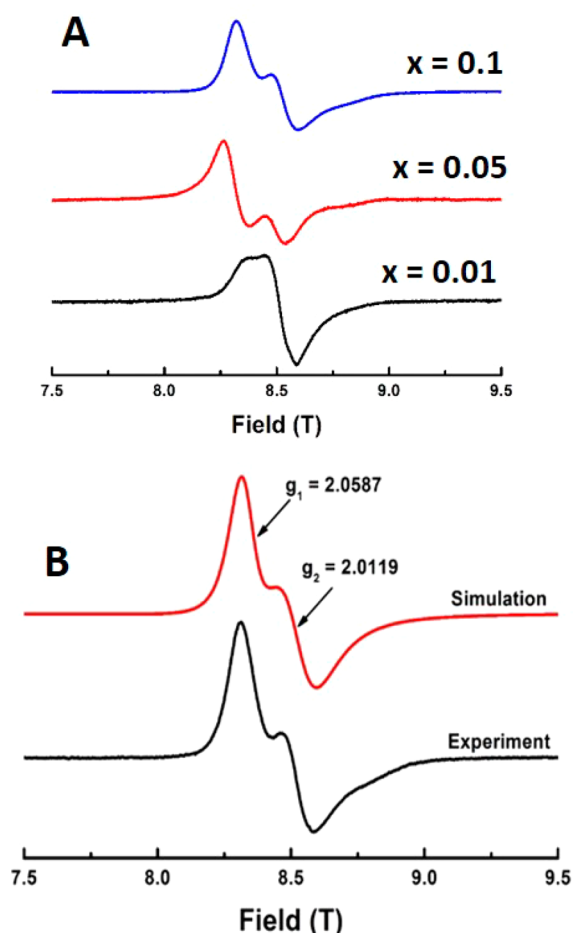 A
x = 0.1
x = 0.05
x = 0.01
7.5 8.0 8.5 9.0 9.5
Field (T)
B
g1 = 2.0587
g2 = 2.0119
Simulation
Experiment
7.5 8.0 8.5 9.0 9.5
Field (T)